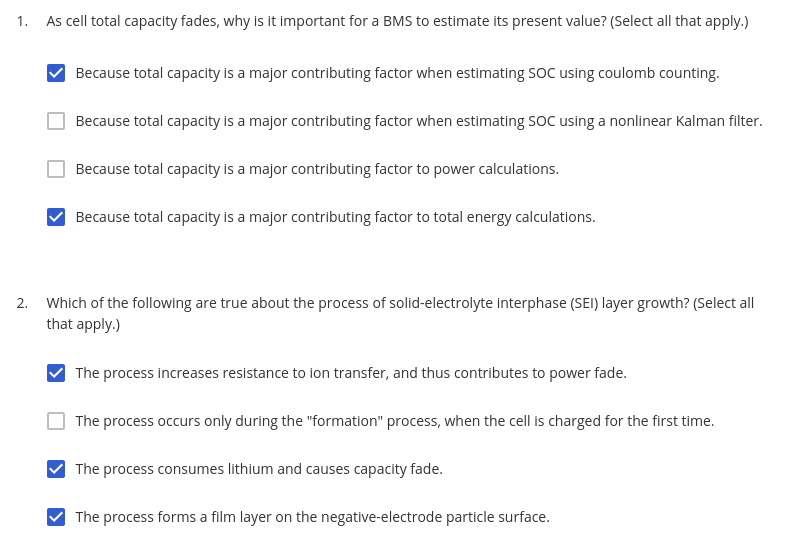 1. As cell total capacity fades, why is it important for a BMS to estimate its present value? (Select all that apply.)
Because total capacity is a major contributing factor when estimating SOC using coulomb counting.
Because total capacity is a major contributing factor when estimating SOC using a nonlinear Kalman filter.
Because total capacity is a major contributing factor to power calculations.
Because total capacity is a major contributing factor to total energy calculations.
2. Which of the following are true about the process of solid-electrolyte interphase (SEI) layer growth? (Select all
that apply.)
The process increases resistance to ion transfer, and thus contributes to power fade.
The process occurs only during the "formation" process, when the cell is charged for the first time.
The process consumes lithium and causes capacity fade.
The process forms a film layer on the negative-electrode particle surface.